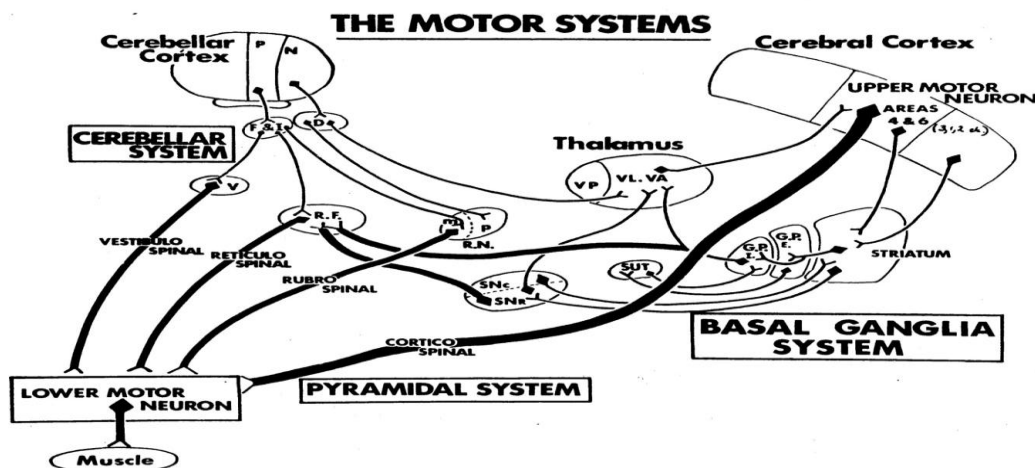 THE MOTOR SYSTEMS
Cerebellar
Cortex
P
N
Cerebral Cortex
UPPER MOTOR
NEURON
AREAS
4 & 6
F. & I.
D
CEREBELLAR
SYSTEM
Thalamus
VP
VL. VA
V
R.F.
P
R.N.
VESTIBULO
SPINAL
RETICULO
SPINAL
RUBRO
SPINAL
G.P.
I.
G.P.
E.
STRIATUM
SUT
SNc
SNR
BASAL GANGLIA
SYSTEM
CORTICO
SPINAL
PYRAMIDAL SYSTEM
LOWER MOTOR
NEURON
Muscle